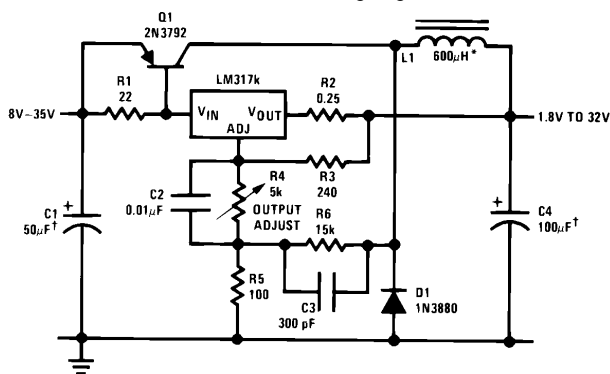 Q1
2N3792
L1
600μH*
R1
22
LM317k
VIN
VOUT
ADJ
R2
0.25
8V–35V
1.8V TO 32V
R3
240
R4
5k
OUTPUT
ADJUST
C2
0.01μF
R6
15k
C1
50μF†
+
C4
100μF†
+
R5
100
C3
300 pF
D1
1N3880